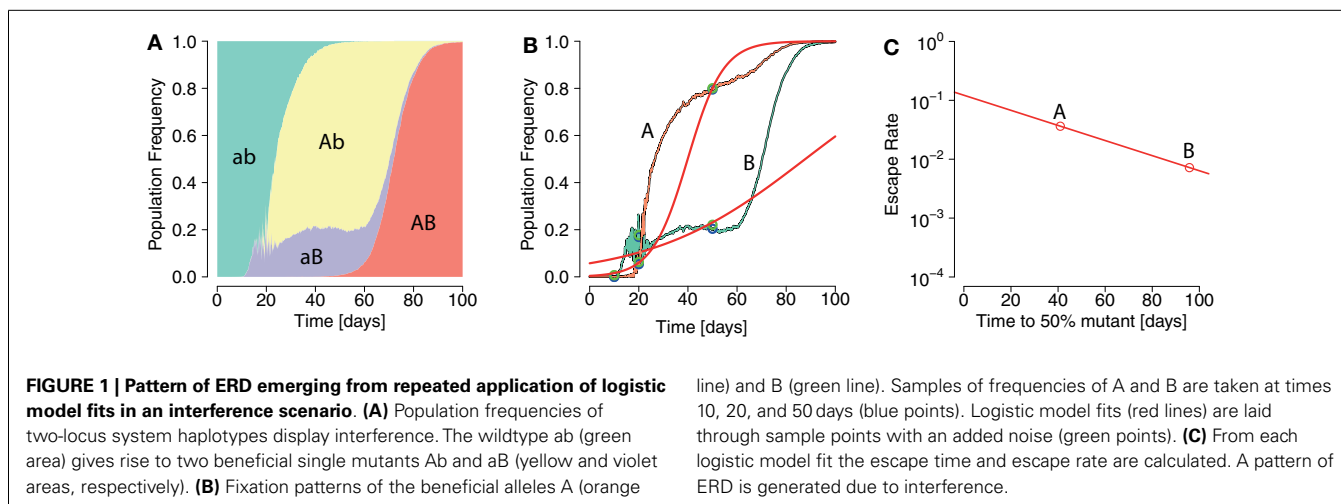 A
B
C
1.0
0.8
0.6
0.4
0.2
0.0
Population Frequency
ab
Ab
aB
AB
0
20
40
60
80
100
Time [days]
1.0
0.8
0.6
0.4
0.2
0.0
Population Frequency
A
B
0
20
40
60
80
100
Time [days]
10⁰
10⁻¹
10⁻²
10⁻³
10⁻⁴
Escape Rate
A
B
0
20
40
60
80
100
Time to 50% mutant [days]
FIGURE 1 | Pattern of ERD emerging from repeated application of logistic
model fits in an interference scenario. (A) Population frequencies of
two-locus system haplotypes display interference. The wildtype ab (green
area) gives rise to two beneficial single mutants Ab and aB (yellow and violet
areas, respectively). (B) Fixation patterns of the beneficial alleles A (orange
line) and B (green line). Samples of frequencies of A and B are taken at times
10, 20, and 50 days (blue points). Logistic model fits (red lines) are laid
through sample points with an added noise (green points). (C) From each
logistic model fit the escape time and escape rate are calculated. A pattern of
ERD is generated due to interference.